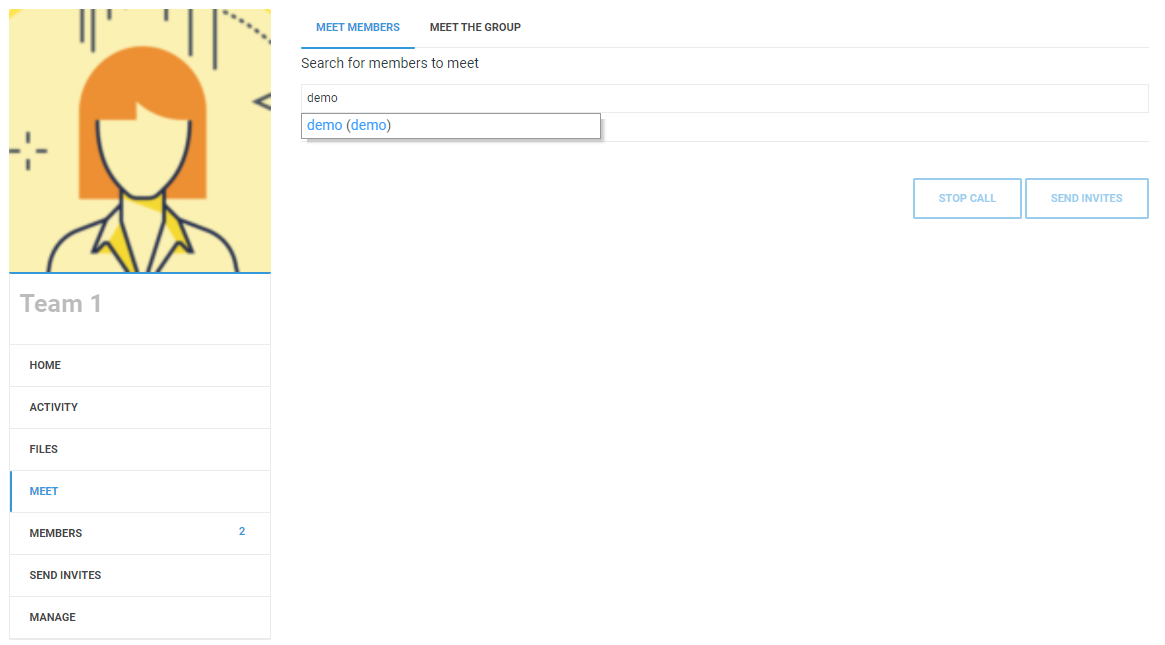 Team 1
HOME
ACTIVITY
FILES
MEET
MEMBERS 2
SEND INVITES
MANAGE
MEET MEMBERS MEET THE GROUP
Search for members to meet
demo
demo (demo)
STOP CALL SEND INVITES